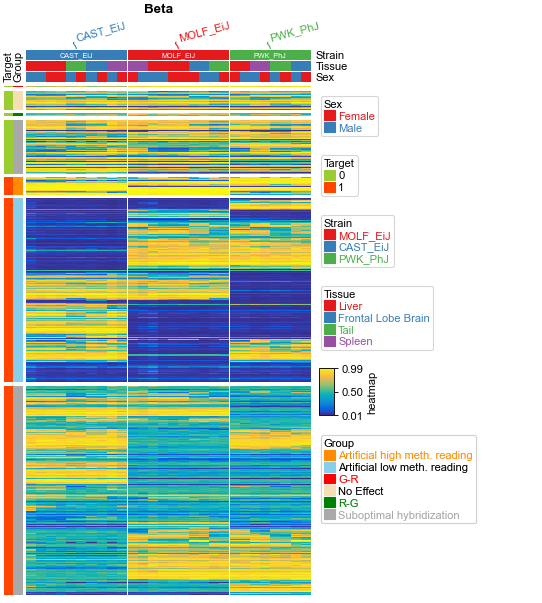 Beta
CAST_EiJ
MOLF_EiJ
PWK_PhJ
Target
Group
CAST_EiJ
MOLF_EiJ
PWK_PhJ
Strain
Tissue
Sex
Sex
Female
Male
Target
0
1
Strain
MOLF_EiJ
CAST_EiJ
PWK_PhJ
Tissue
Liver
Frontal Lobe Brain
Tail
Spleen
0.99
0.50
0.01
heatmap
Group
Artificial high meth. reading
Artificial low meth. reading
G-R
No Effect
R-G
Suboptimal hybridization